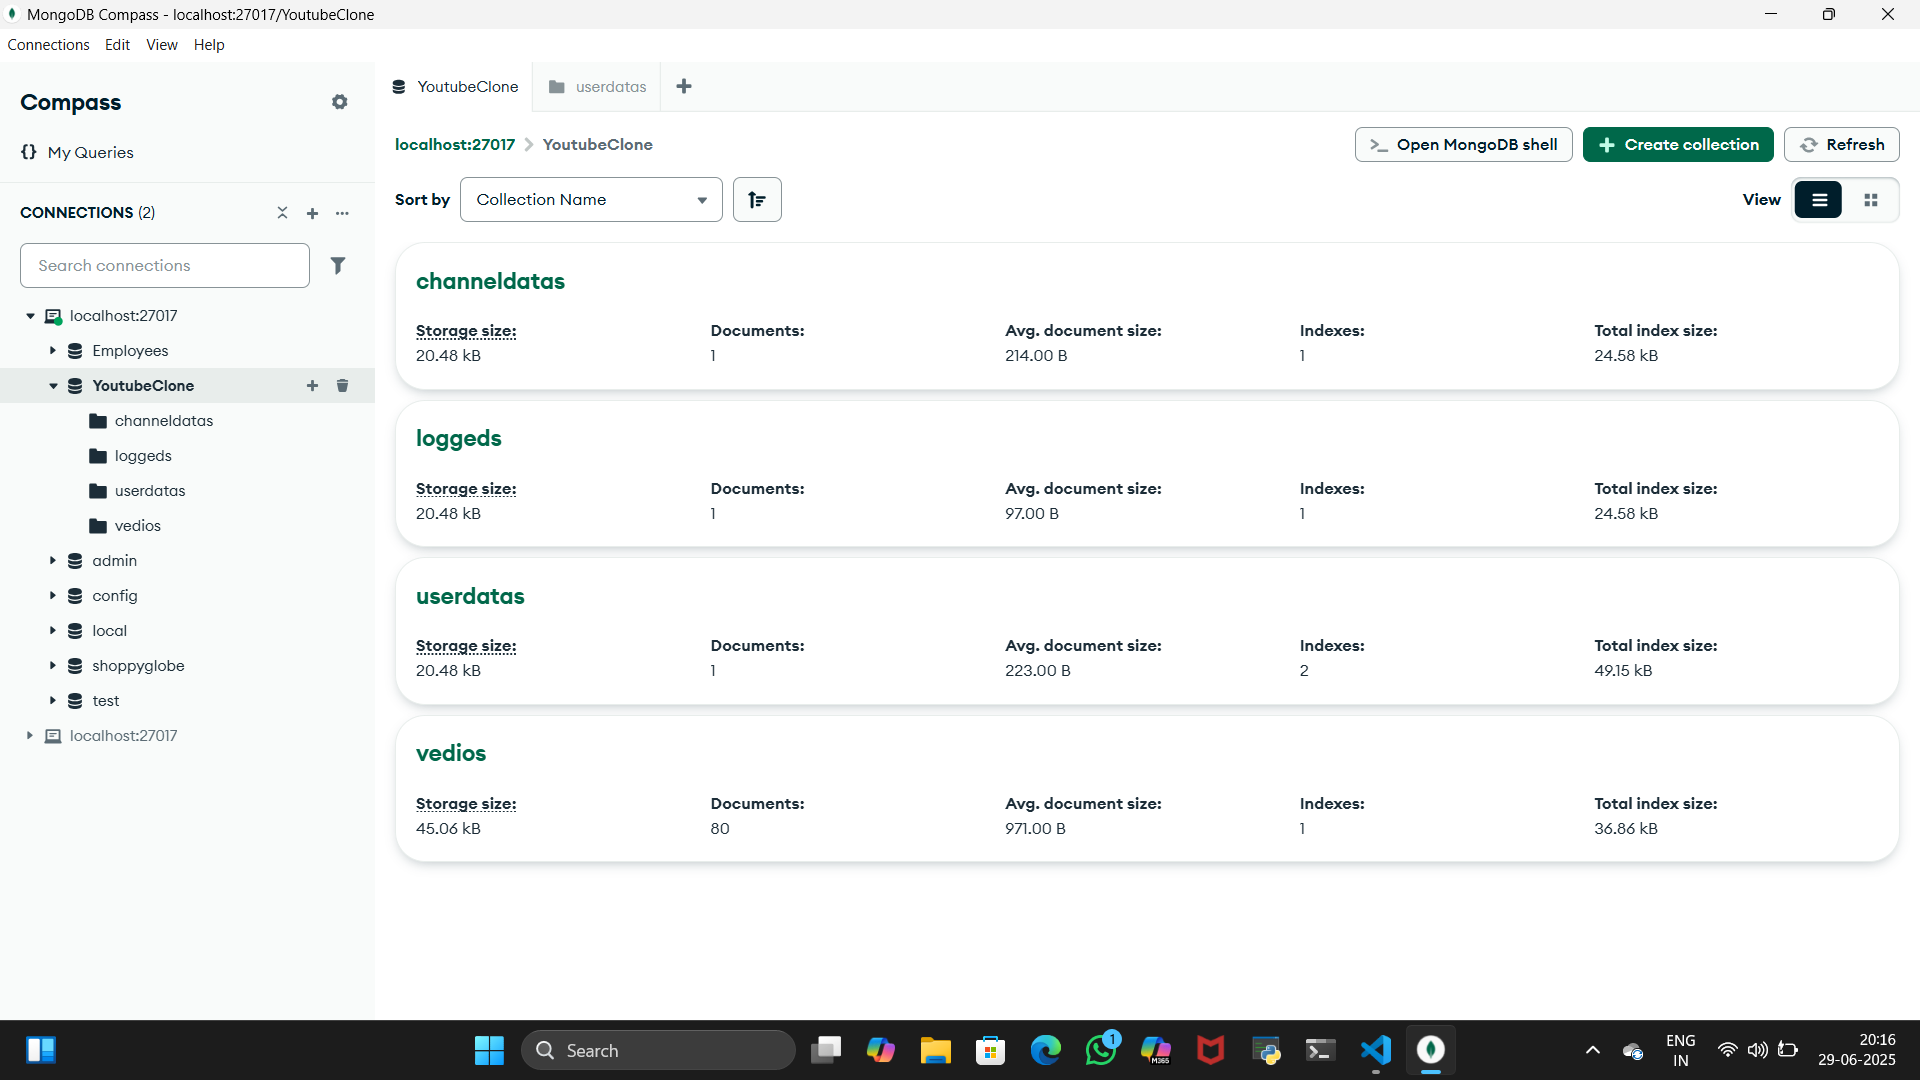 MongoDB Compass - localhost:27017/YoutubeClone
Connections Edit View Help
Compass
My Queries
CONNECTIONS (2)
Search connections
localhost:27017
Employees
YoutubeClone
channeldatas
loggeds
userdatas
vedios
admin
config
local
shoppyglobe
test
localhost:27017
YoutubeClone userdatas
localhost:27017 YoutubeClone
Open MongoDB shell Create collection Refresh
Sort by Collection Name View
channeldatas
Storage size: Documents: Avg. document size: Indexes: Total index size:
20.48 kB 1 214.00 B 1 24.58 kB
loggeds
Storage size: Documents: Avg. document size: Indexes: Total index size:
20.48 kB 1 97.00 B 1 24.58 kB
userdatas
Storage size: Documents: Avg. document size: Indexes: Total index size:
20.48 kB 1 223.00 B 2 49.15 kB
vedios
Storage size: Documents: Avg. document size: Indexes: Total index size:
45.06 kB 80 971.00 B 1 36.86 kB
Search
1
M365
ENG
IN
20:16
29-06-2025